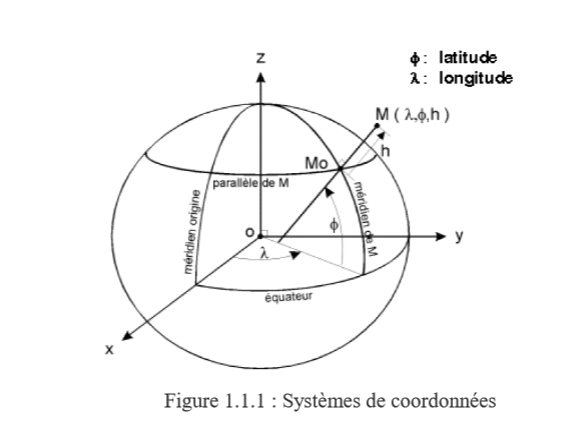 z
ϕ : latitude
λ : longitude
M ( λ,ϕ,h )
h
Mo
parallèle de M
méridien origine
méridien de M
ϕ
o
y
λ
équateur
x
Figure 1.1.1 : Systèmes de coordonnées